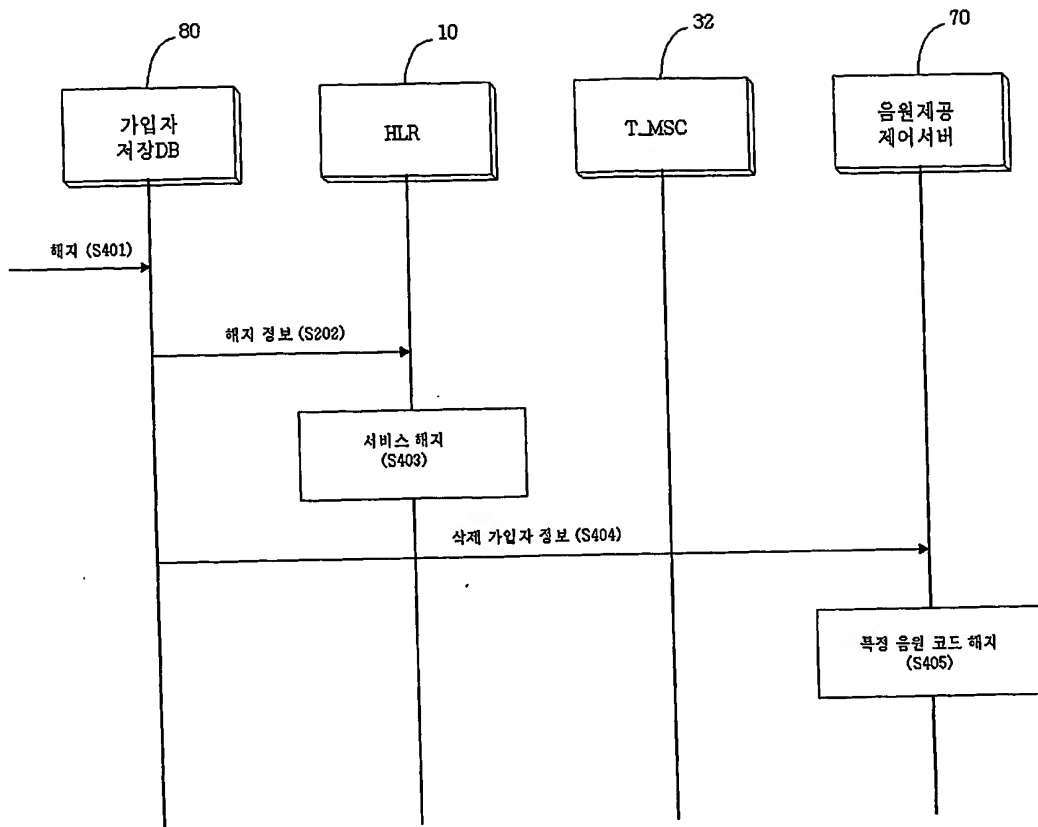 80
10
32
70
가입자
저장DB
HLR
T_MSC
음원제공
제어서버
해지 (S401)
해지 정보 (S202)
서비스 해지
(S403)
삭제 가입자 정보 (S404)
특정 음원 코드 해지
(S405)